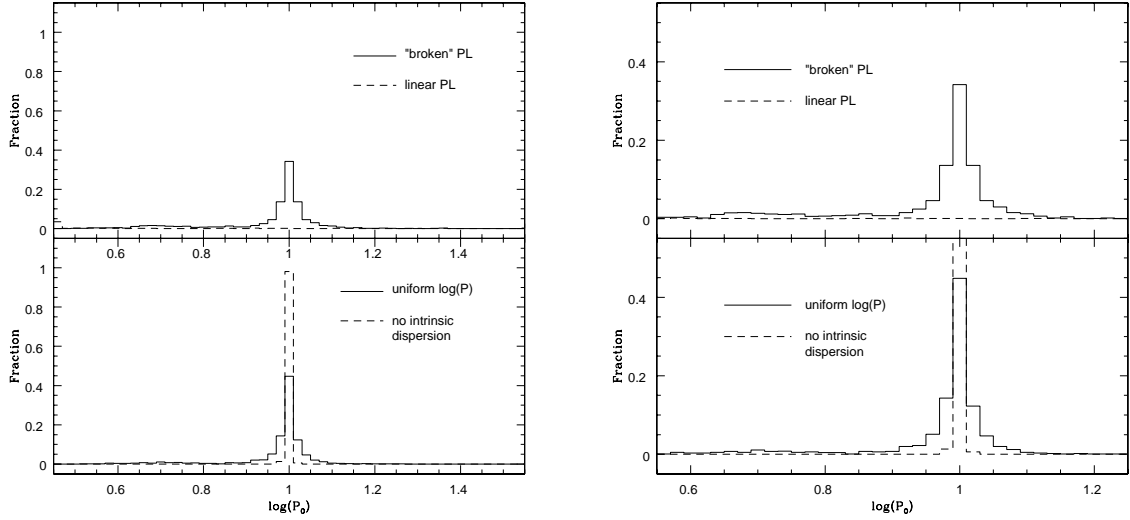 1
0.8
0.6
0.4
0.2
0
Fraction
"broken" PL
linear PL
0.6
0.8
1
1.2
1.4
1
0.8
0.6
0.4
0.2
0
Fraction
uniform log(P)
no intrinsic
dispersion
0.6
0.8
1
1.2
1.4
log(P₀)
0.4
0.2
0
Fraction
"broken" PL
linear PL
0.4
0.2
0
Fraction
uniform log(P)
no intrinsic
dispersion
0.6
0.8
1
1.2
log(P₀)